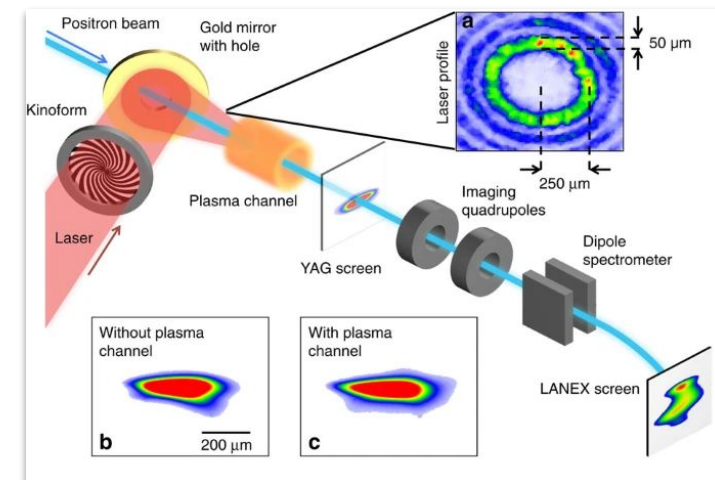 Positron beam
Gold mirror
with hole
Kinoform
Laser
Plasma channel
a
Laser profile
50 μm
250 μm
YAG screen
Imaging
quadrupoles
Dipole
spectrometer
LANEX screen
Without plasma
channel
b
200 μm
With plasma
channel
c